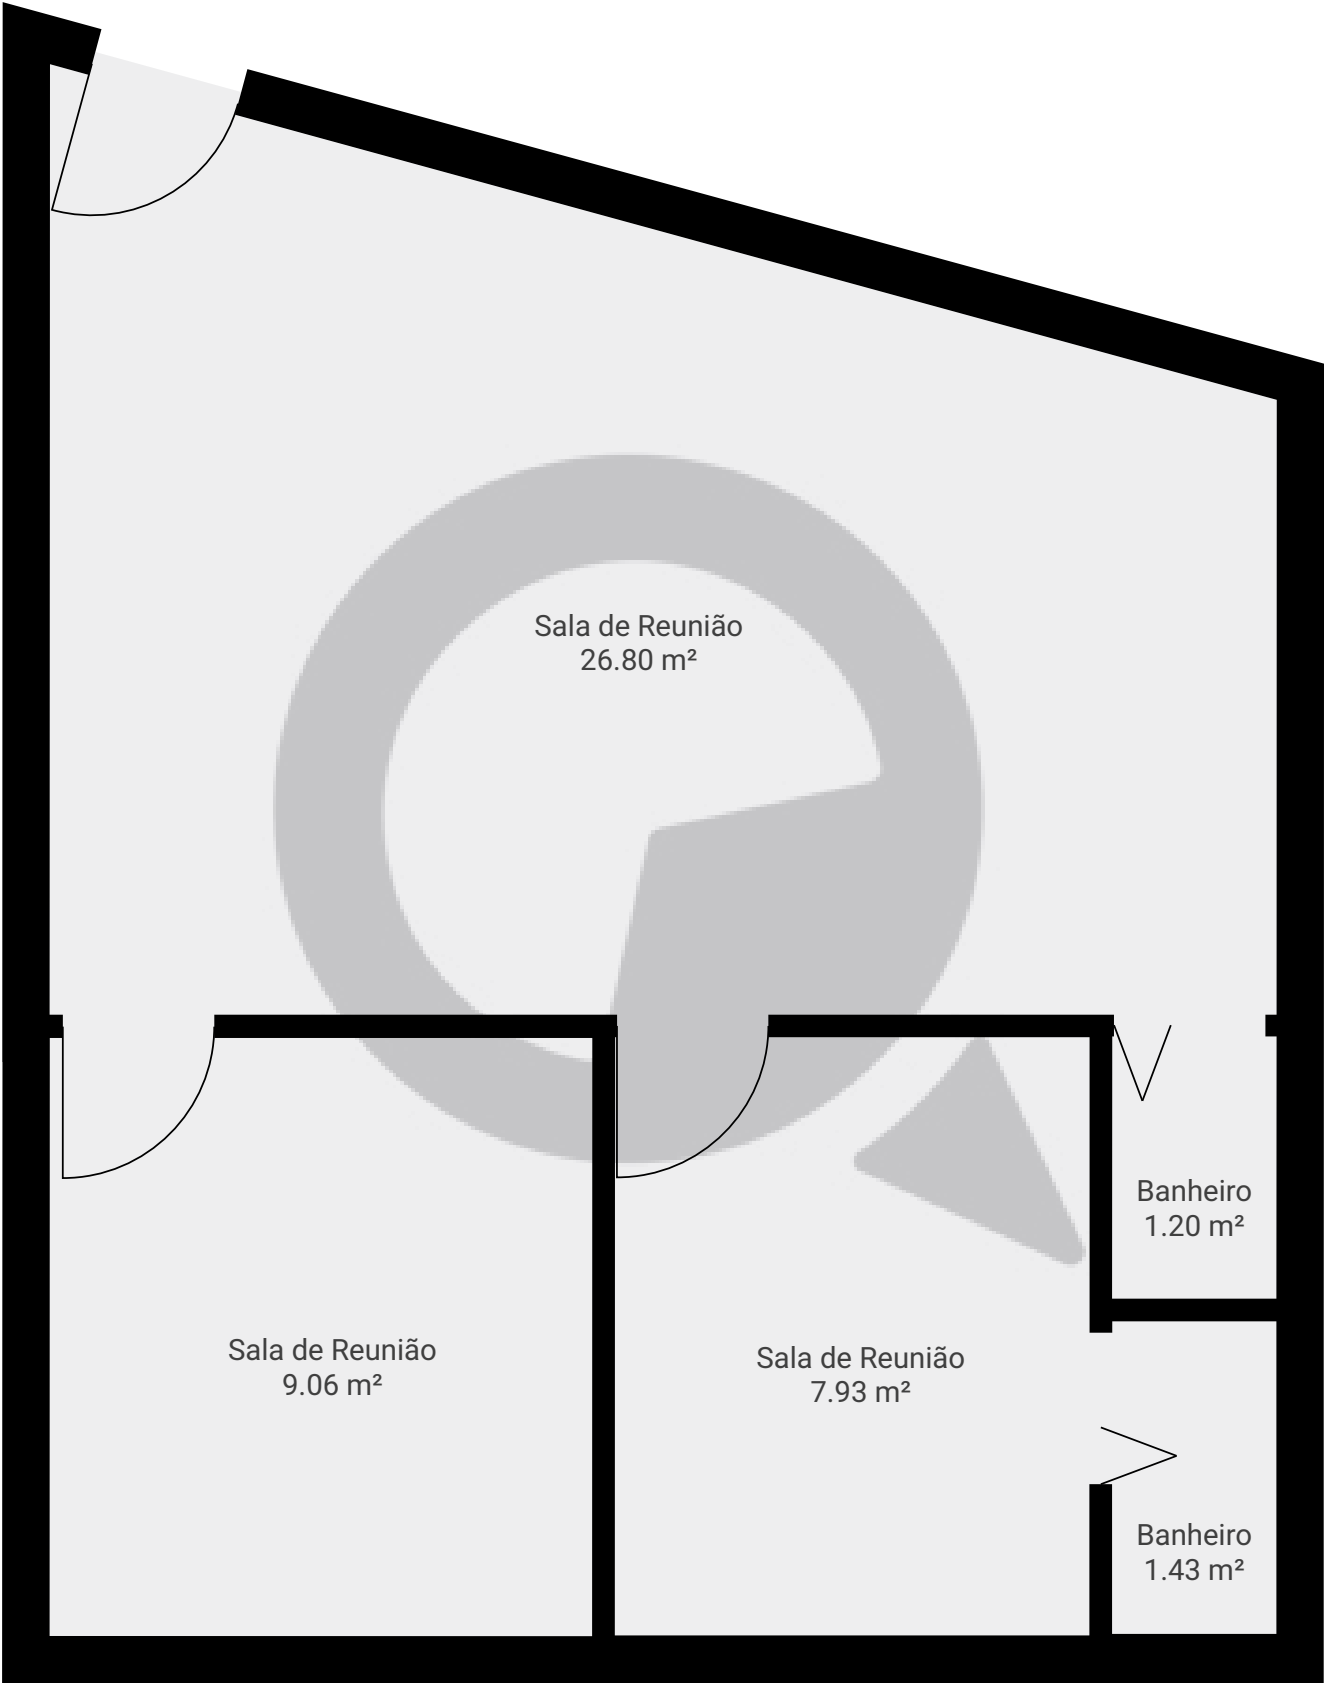 Sala de Reunião
26.80 m²
Banheiro
1.20 m²
Sala de Reunião
9.06 m²
Sala de Reunião
7.93 m²
Banheiro
1.43 m²